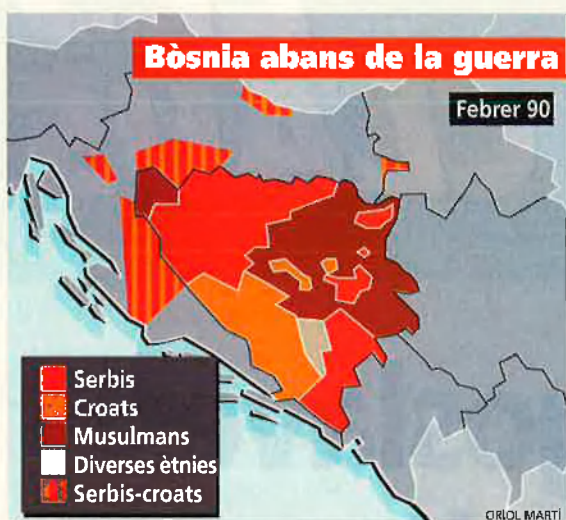 Bòsnia abans de la guerra
Febrer 90
Serbis
Croats
Musulmans
Diverses ètnies
Serbis-croats
ORIOL MARTÍ